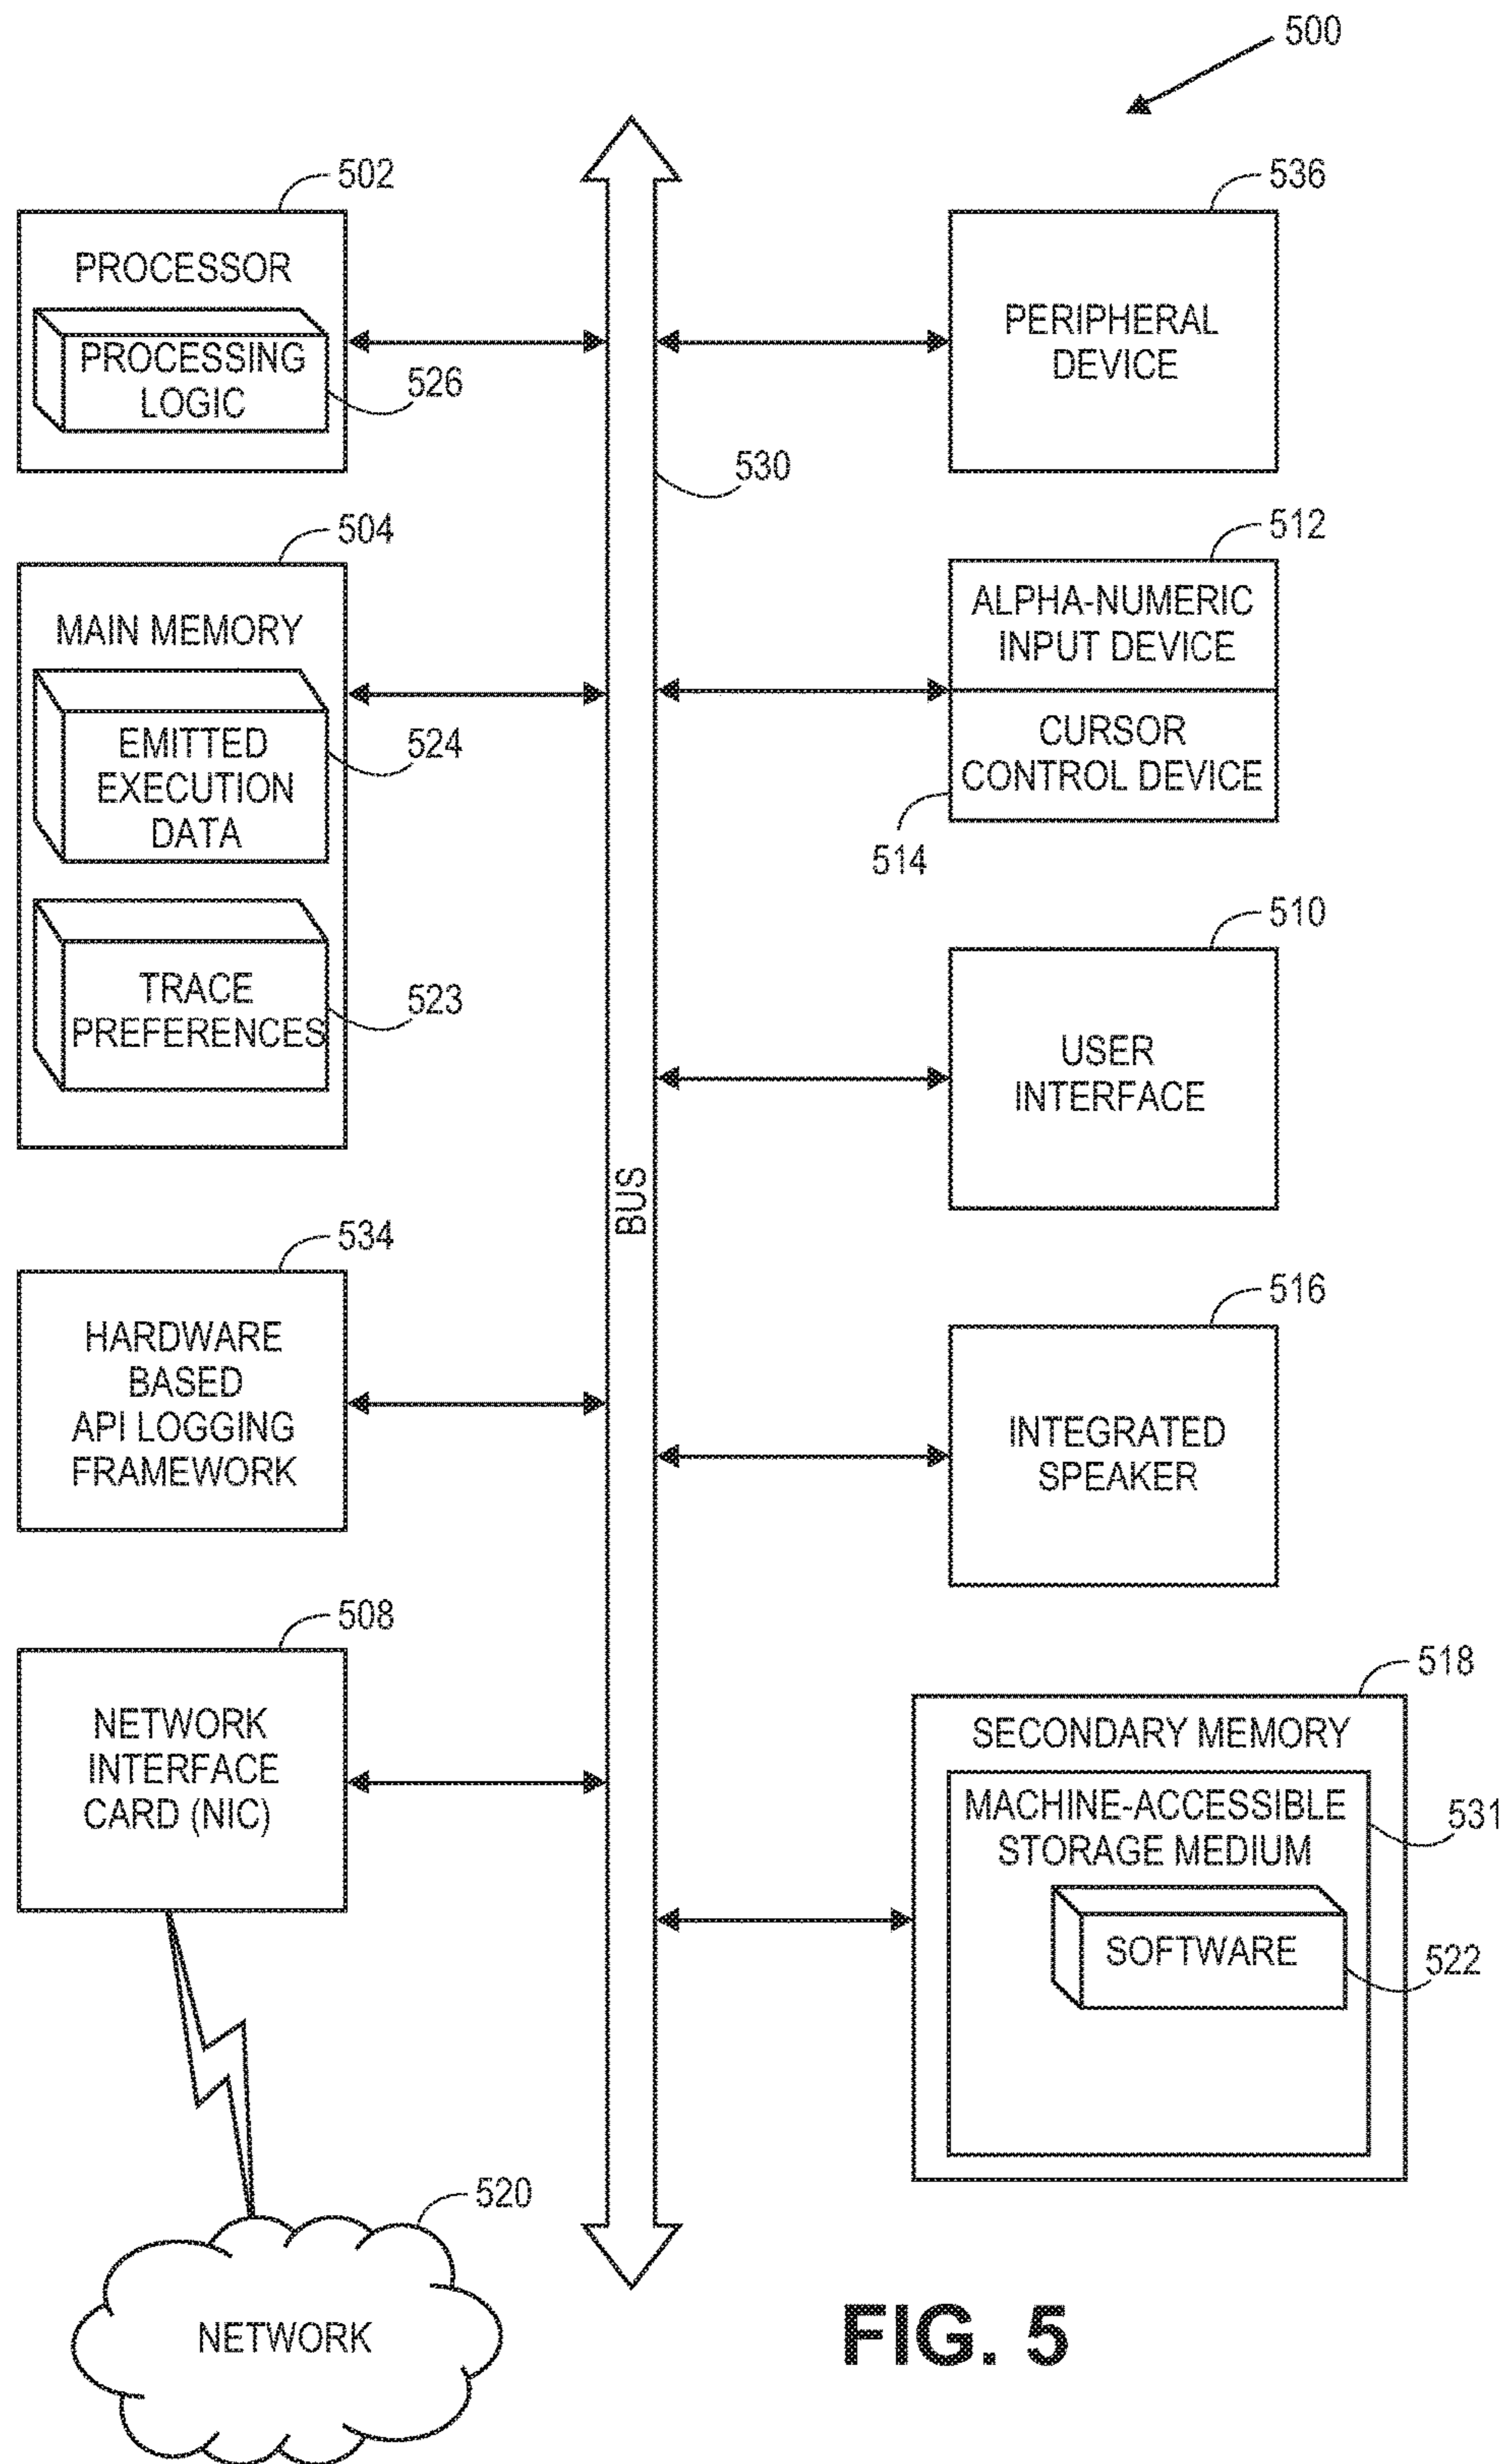 500
502
PROCESSOR
PROCESSING
LOGIC
526
504
MAIN MEMORY
EMITTED
EXECUTION
DATA
524
TRACE
PREFERENCES
523
534
HARDWARE
BASED
API LOGGING
FRAMEWORK
508
NETWORK
INTERFACE
CARD (NIC)
520
NETWORK
BUS
530
536
PERIPHERAL
DEVICE
512
ALPHA-NUMERIC
INPUT DEVICE
CURSOR
CONTROL DEVICE
514
510
USER
INTERFACE
516
INTEGRATED
SPEAKER
518
SECONDARY MEMORY
MACHINE-ACCESSIBLE
STORAGE MEDIUM
531
SOFTWARE
522
FIG. 5